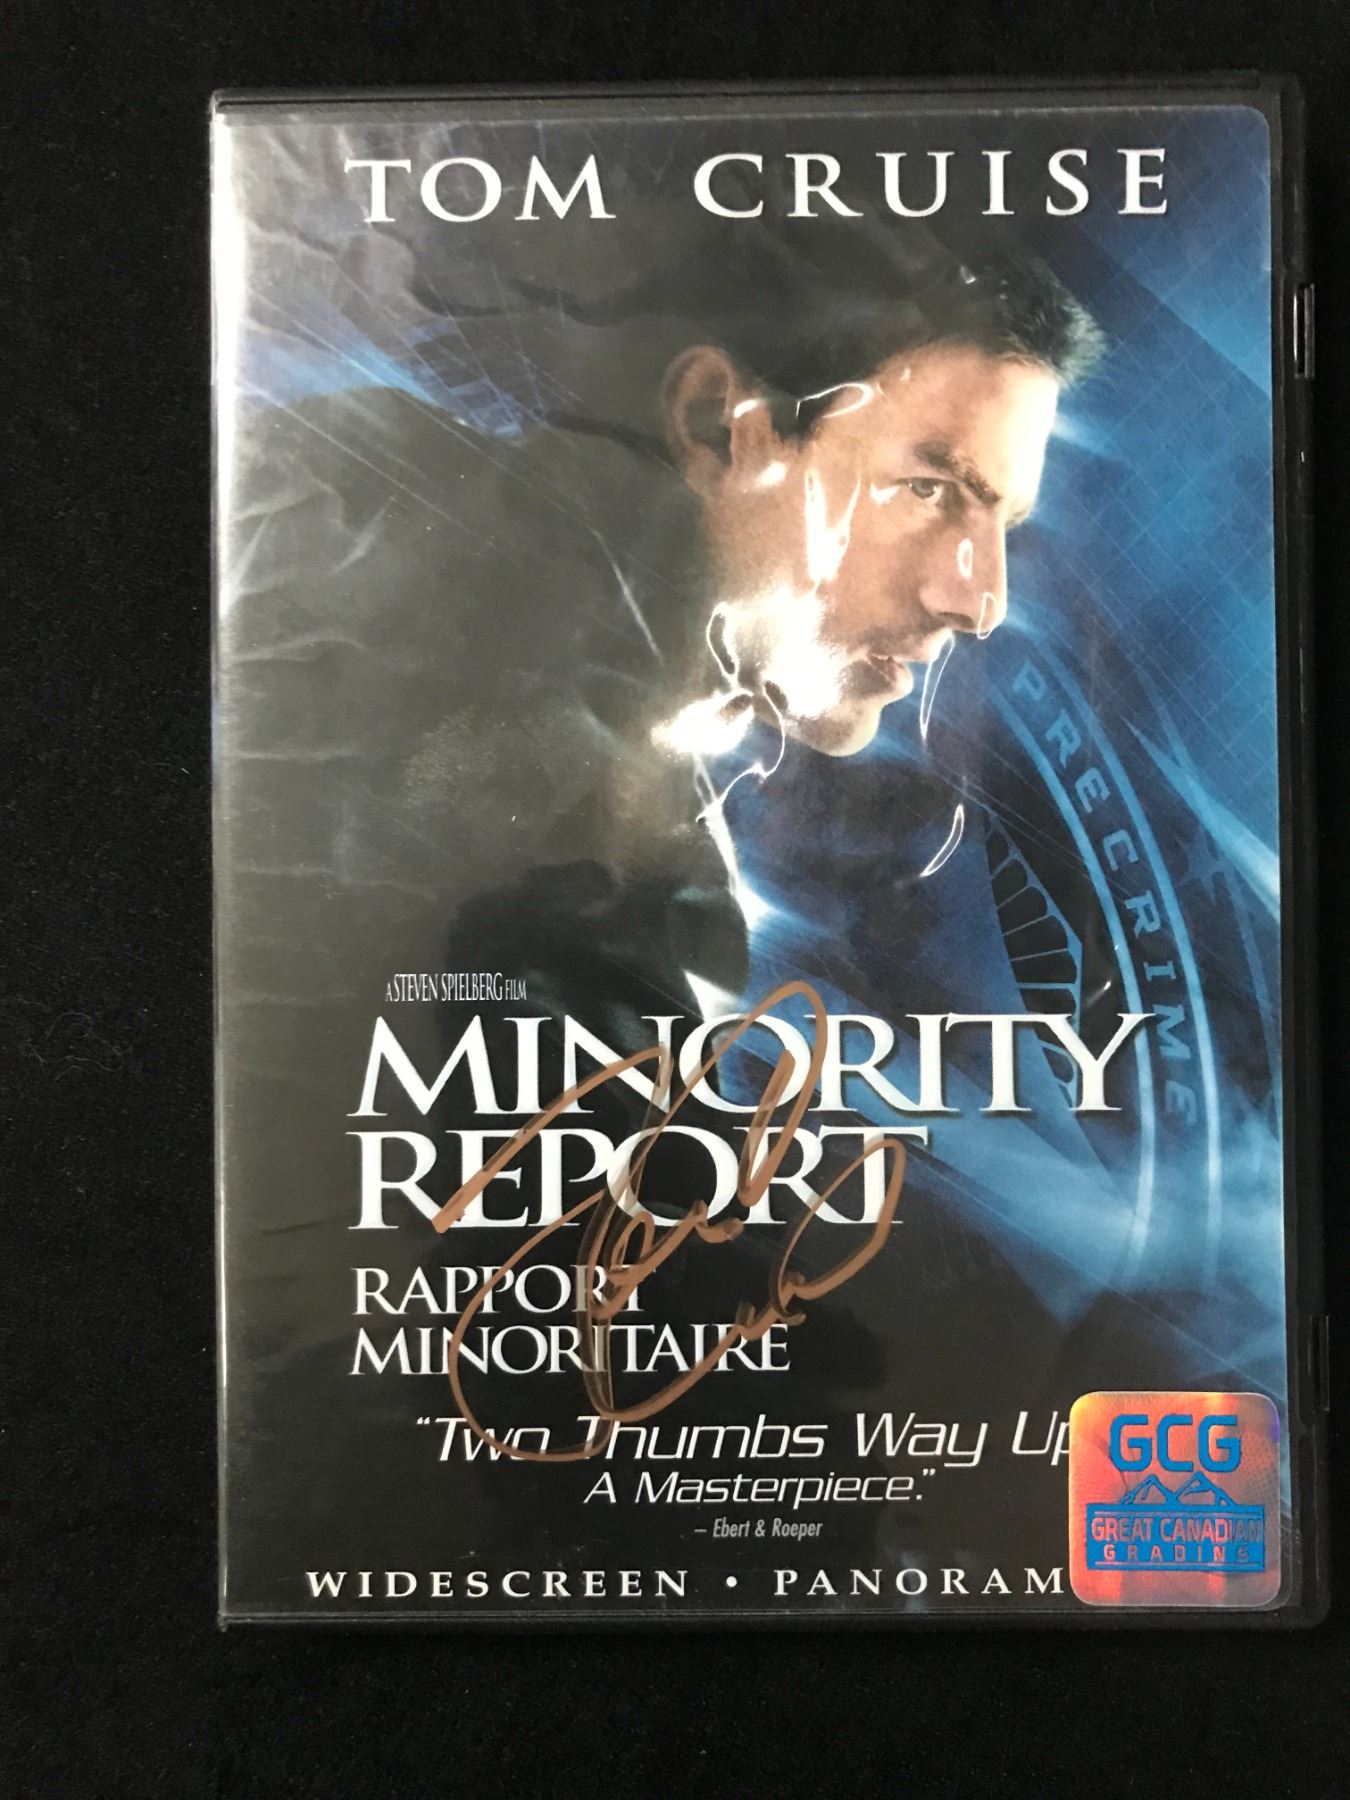 TOM CRUISE
PRECRIME
A STEVEN SPIELBERG FILM
MINORITY
REPORT
RAPPORT
MINORITAIRE
"Two Thumbs Way Up
A Masterpiece."
– Ebert & Roeper
WIDESCREEN • PANORAM
GCG
GREAT CANADIAN
GRADING